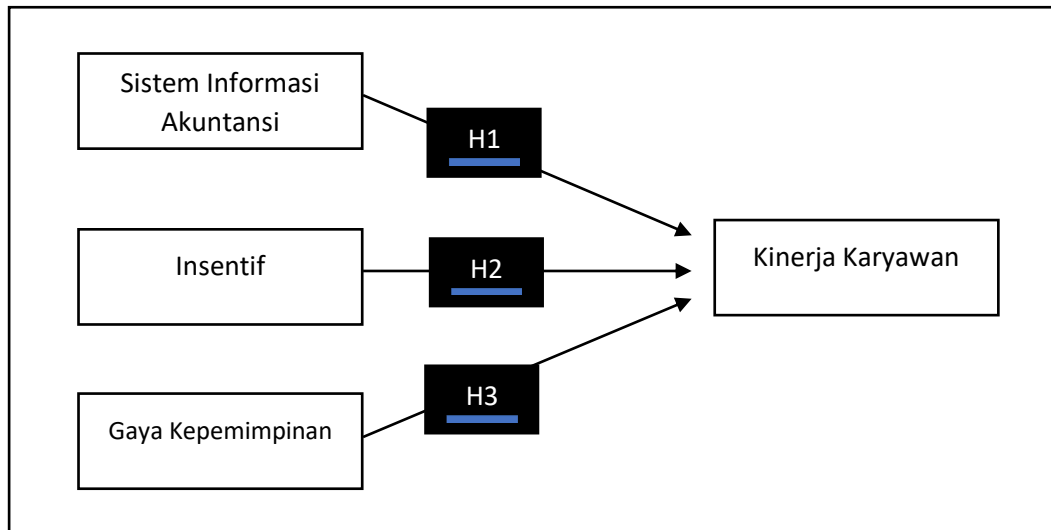 Sistem Informasi
Akuntansi
H1
Insentif
H2
Kinerja Karyawan
Gaya Kepemimpinan
H3